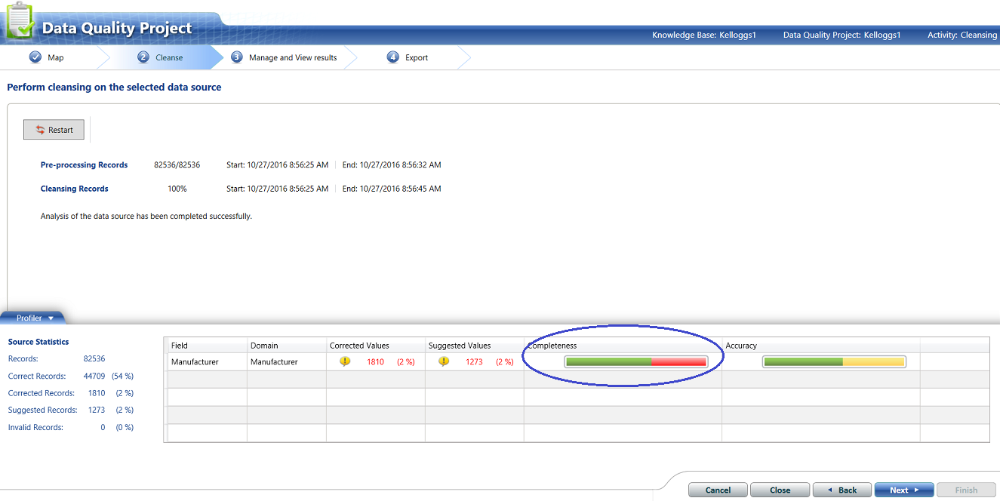 Data Quality Project
Knowledge Base: Kelloggs1 Data Quality Project: Kelloggs1 Activity: Cleansing
Map 2 Cleanse 3 Manage and View results 4 Export
Perform cleansing on the selected data source
Restart
Pre-processing Records 82536/82536 Start: 10/27/2016 8:56:25 AM End: 10/27/2016 8:56:32 AM
Cleansing Records 100% Start: 10/27/2016 8:56:25 AM End: 10/27/2016 8:56:45 AM
Analysis of the data source has been completed successfully.
Profiler
Source Statistics
Records: 82536
Correct Records: 44709 (54 %)
Corrected Records: 1810 (2 %)
Suggested Records: 1273 (2 %)
Invalid Records: 0 (0 %)
Field Domain Corrected Values Suggested Values Completeness Accuracy
Manufacturer Manufacturer 1810 (2 %) 1273 (2 %)
Cancel Close Back Next Finish